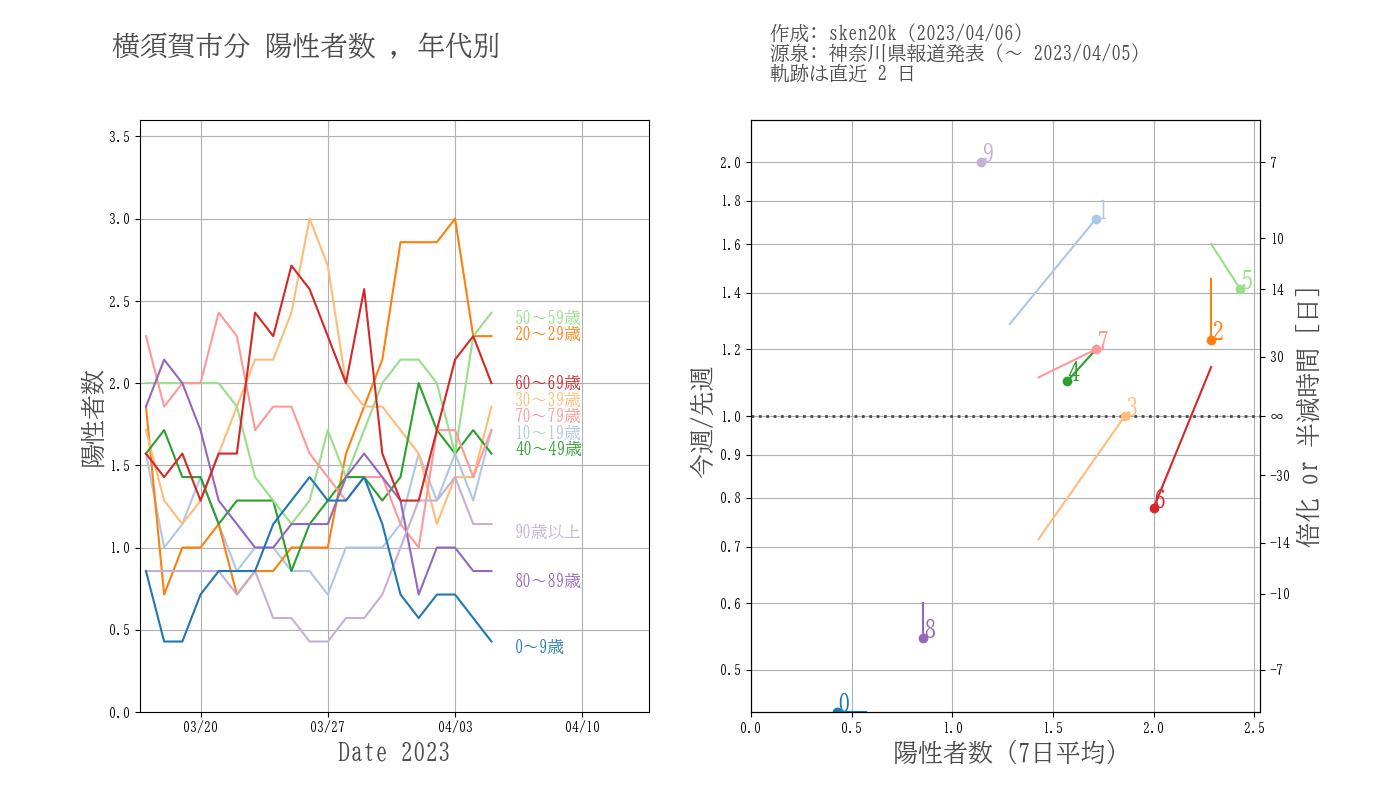 横須賀市分 陽性者数 , 年代別
作成: sken20k (2023/04/06)
源泉: 神奈川県報道発表 (〜 2023/04/05)
軌跡は直近 2 日
陽性者数
3.5
3.0
2.5
2.0
1.5
1.0
0.5
0.0
03/20
03/27
04/03
04/10
Date 2023
50〜59歳
20〜29歳
60〜69歳
30〜39歳
70〜79歳
10〜19歳
40〜49歳
90歳以上
80〜89歳
0〜9歳
今週/先週
2.0
1.8
1.6
1.4
1.2
1.0
0.9
0.8
0.7
0.6
0.5
9
1
5
2
7
4
3
6
8
0
0.0
0.5
1.0
1.5
2.0
2.5
陽性者数 (7日平均)
7
10
14
30
∞
−30
−14
−10
−7
倍化 or 半減時間 [日]